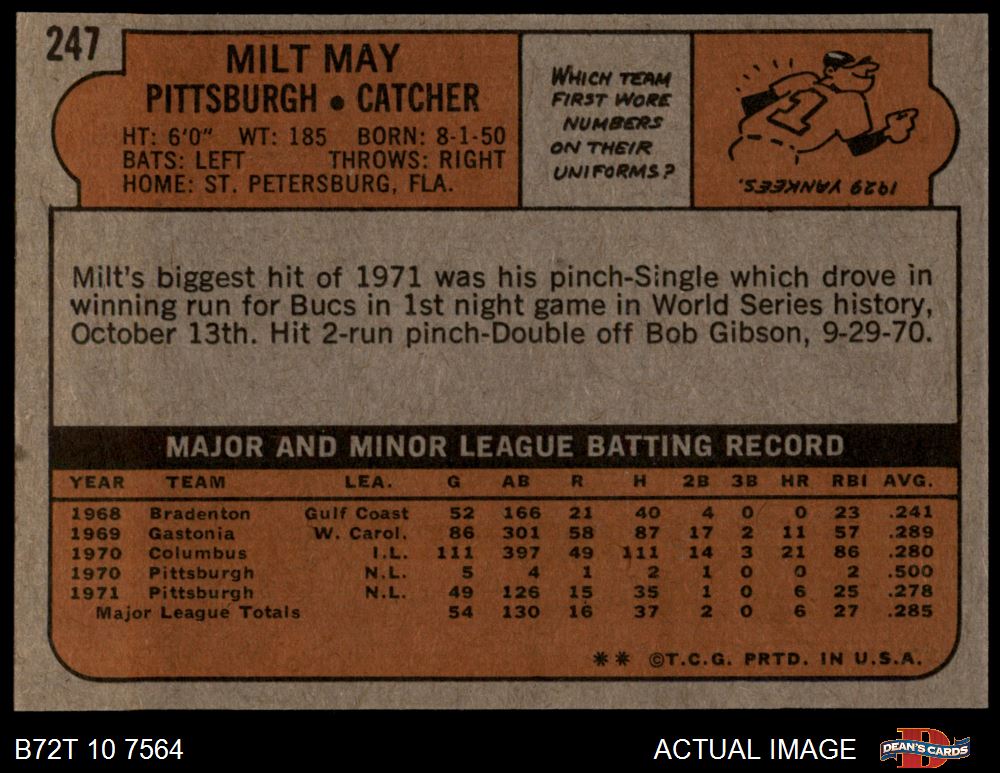 247
MILT MAY
PITTSBURGH • CATCHER
HT: 6'0" WT: 185 BORN: 8-1-50
BATS: LEFT THROWS: RIGHT
HOME: ST. PETERSBURG, FLA.
WHICH TEAM
FIRST WORE
NUMBERS
ON THEIR
UNIFORMS?
1
1929 YANKEES.
Milt's biggest hit of 1971 was his pinch-Single which drove in
winning run for Bucs in 1st night game in World Series history,
October 13th. Hit 2-run pinch-Double off Bob Gibson, 9-29-70.
MAJOR AND MINOR LEAGUE BATTING RECORD
YEAR TEAM LEA. G AB R H 2B 3B HR RBI AVG.
1968 Bradenton Gulf Coast 52 166 21 40 4 0 0 23 .241
1969 Gastonia W. Carol. 86 301 58 87 17 2 11 57 .289
1970 Columbus I.L. 111 397 49 111 14 3 21 86 .280
1970 Pittsburgh N.L. 5 4 1 2 1 0 0 2 .500
1971 Pittsburgh N.L. 49 126 15 35 1 0 6 25 .278
Major League Totals 54 130 16 37 2 0 6 27 .285
** ©T.C.G. PRTD. IN U.S.A.
B72T 10 7564
ACTUAL IMAGE
DEAN'S CARDS